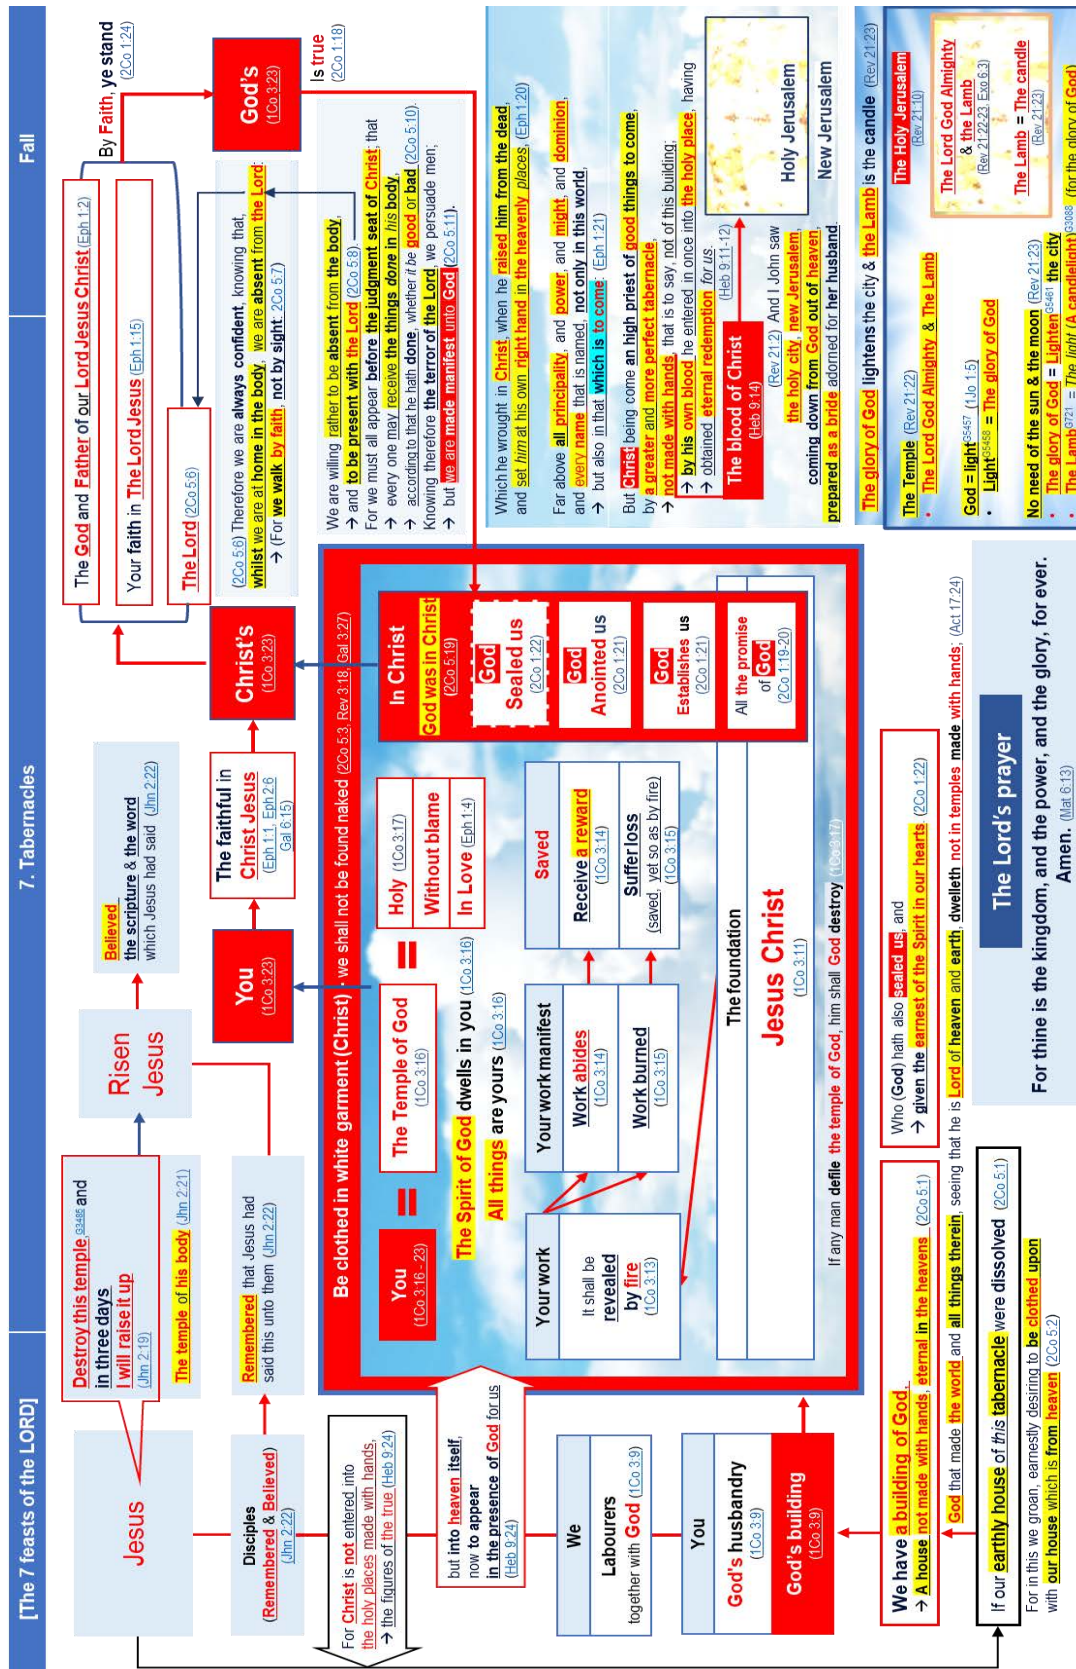 [The 7 feasts of the LORD]
7. Tabernacles
Fall
Jesus
Destroy this temple,G3485 and
in three days
I will raise it up
(Jhn 2:19)
The temple of his body (Jhn 2:21)
Risen
Jesus
Believed
the scripture & the word
which Jesus had said (Jhn 2:22)
Disciples
(Remembered & Believed)
(Jhn 2:22)
Remembered that Jesus had
said this unto them (Jhn 2:22)
You
(1Co 3:23)
The faithful in
Christ Jesus
(Eph 1:1, Eph 2:6
Gal 6:15)
Christ's
(1Co 3:23)
The God and Father of our Lord Jesus Christ (Eph 1:2)
Your faith in The Lord Jesus (Eph 1:15)
The Lord (2Co 5:6)
By Faith, ye stand
(2Co 1:24)
God's
(1Co 3:23)
Is true
(2Co 1:18)
(2Co 5:6) Therefore we are always confident, knowing that,
whilst we are at home in the body, we are absent from the Lord:
→ (For we walk by faith, not by sight: 2Co 5:7)
We are willing rather to be absent from the body,
→ and to be present with the Lord (2Co 5:8).
For we must all appear before the judgment seat of Christ; that
→ every one may receive the things done in his body,
→ according to that he hath done, whether it be good or bad (2Co 5:10).
Knowing therefore the terror of the Lord, we persuade men;
→ but we are made manifest unto God (2Co 5:11).
For Christ is not entered into
the holy places made with hands,
→ the figures of the true (Heb 9:24)
but into heaven itself,
now to appear
in the presence of God for us
(Heb 9:24)
We
Labourers
together with God (1Co 3:9)
You
God's husbandry
(1Co 3:9)
God's building
(1Co 3:9)
Be clothed in white garment (Christ) - we shall not be found naked (2Co 5:3, Rev 3:18, Gal 3:27)
You
(1Co 3:16 - 23)
=
The Temple of God
(1Co 3:16)
=
Holy (1Co 3:17)
Without blame
In Love (Eph 1:4)
The Spirit of God dwells in you (1Co 3:16)
All things are yours (1Co 3:16)
Your work
It shall be
revealed
by fire
(1Co 3:13)
Your work manifest
Work abides
(1Co 3:14)
Work burned
(1Co 3:15)
Saved
Receive a reward
(1Co 3:14)
Suffer loss
(saved, yet so as by fire)
(1Co 3:15)
The foundation
Jesus Christ
(1Co 3:11)
If any man defile the temple of God, him shall God destroy (1Co 3:17)
In Christ
God was in Christ
(2Co 5:19)
God
Sealed us
(2Co 1:22)
God
Anointed us
(2Co 1:21)
God
Establishes us
(2Co 1:21)
All the promise
of God
(2Co 1:19-20)
Which he wrought in Christ, when he raised him from the dead,
and set him at his own right hand in the heavenly places, (Eph 1:20)
Far above all principality, and power, and might, and dominion,
and every name that is named, not only in this world,
→ but also in that which is to come: (Eph 1:21)
But Christ being come an high priest of good things to come,
by a greater and more perfect tabernacle,
→ not made with hands, that is to say, not of this building;
→ by his own blood he entered in once into the holy place, having
→ obtained eternal redemption for us.
(Heb 9:11-12)
The blood of Christ
(Heb 9:14)
Holy Jerusalem
New Jerusalem
(Rev 21:2) And I John saw
the holy city, new Jerusalem,
coming down from God out of heaven,
prepared as a bride adorned for her husband.
The glory of God lightens the city & the Lamb is the candle (Rev 21:23)
The Temple (Rev 21:22)
• The Lord God Almighty & The Lamb
God = light G5457 (1Jo 1:5)
• Light G5458 = The glory of God
No need of the sun & the moon (Rev 21:23)
• The glory of God = Lighten G5461 the city
• The Lamb G721 = The light (A candlelight) G3088 (for the glory of God)
The Holy Jerusalem
(Rev 21:10)
The Lord God Almighty
& the Lamb
(Rev 21:22-23, Exo 6:3)
The Lamb = The candle
(Rev 21:23)
We have a building of God,
→ A house not made with hands, eternal in the heavens (2Co 5:1)
Who (God) hath also sealed us, and
→ given the earnest of the Spirit in our hearts. (2Co 1:22)
God that made the world and all things therein, seeing that he is Lord of heaven and earth, dwelleth not in temples made with hands; (Act 17:24)
If our earthly house of this tabernacle were dissolved (2Co 5:1)
For in this we groan, earnestly desiring to be clothed upon
with our house which is from heaven (2Co 5:2)
The Lord's prayer
For thine is the kingdom, and the power, and the glory, for ever.
Amen. (Mat 6:13)